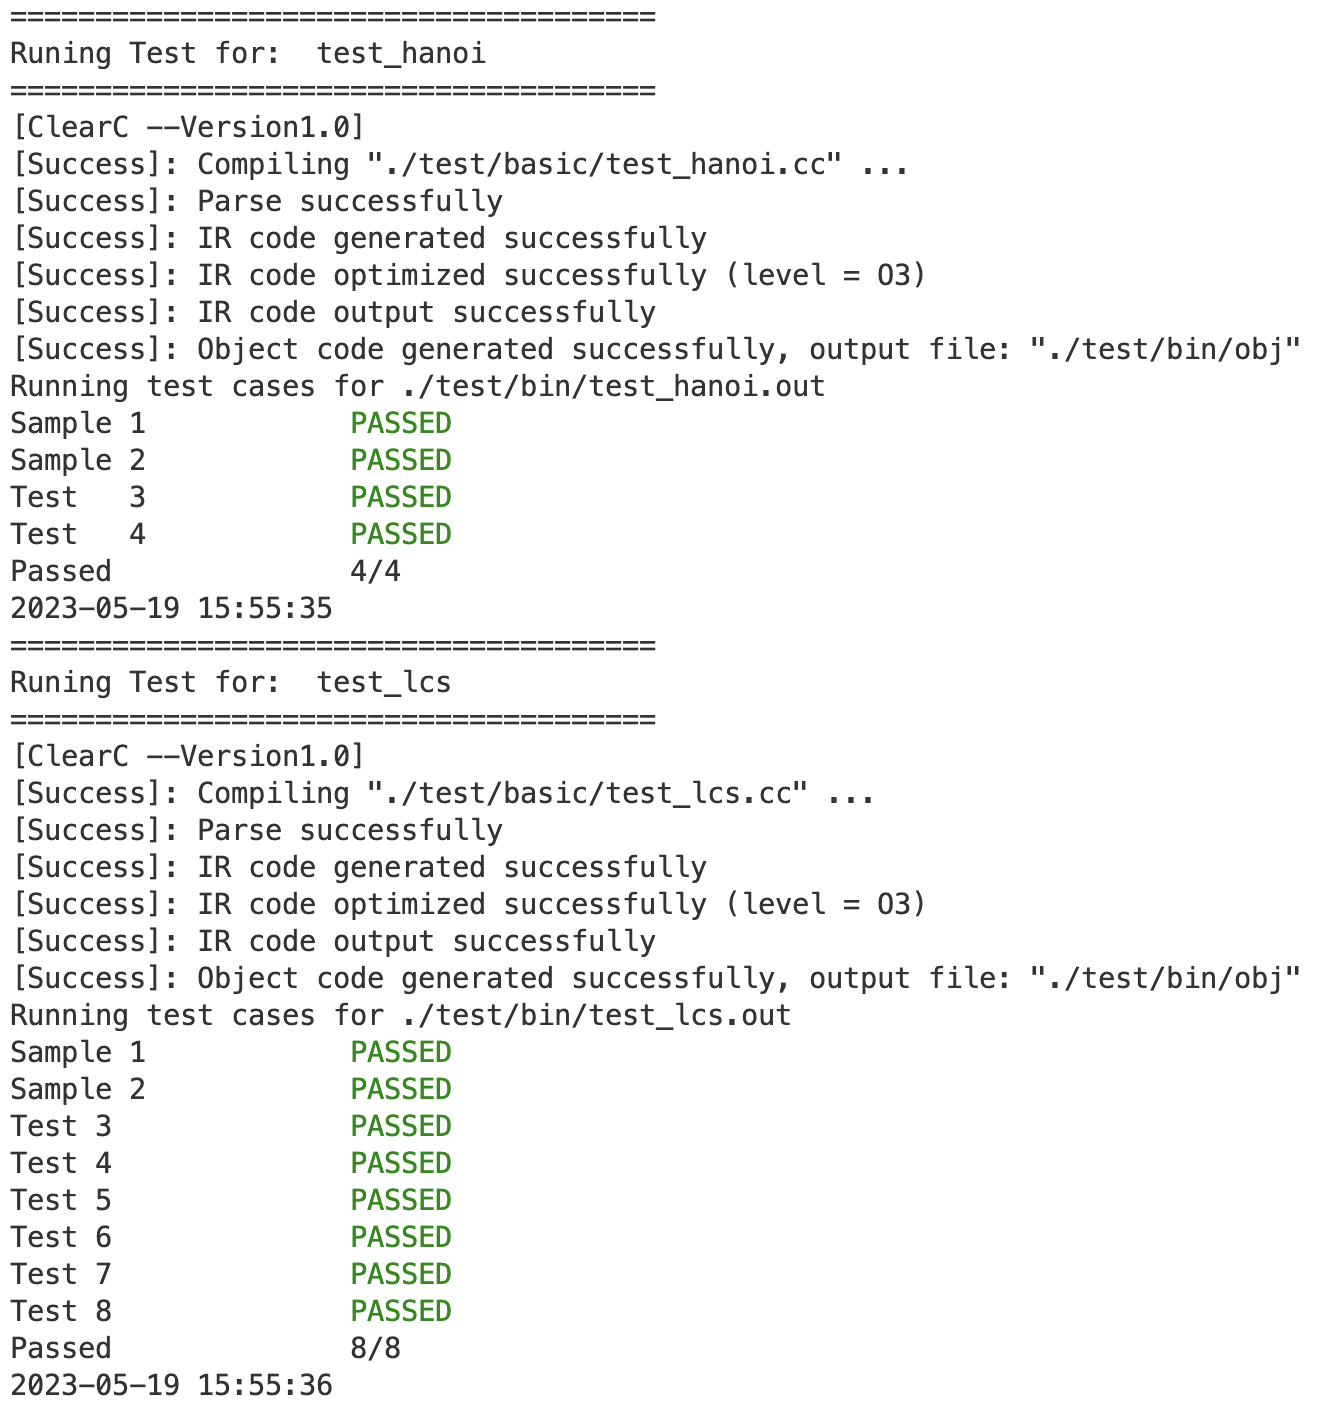 ======================================
Runing Test for:  test_hanoi
======================================
[ClearC --Version1.0]
[Success]: Compiling "./test/basic/test_hanoi.cc" ...
[Success]: Parse successfully
[Success]: IR code generated successfully
[Success]: IR code optimized successfully (level = O3)
[Success]: IR code output successfully
[Success]: Object code generated successfully, output file: "./test/bin/obj"
Running test cases for ./test/bin/test_hanoi.out
Sample 1            PASSED
Sample 2            PASSED
Test   3            PASSED
Test   4            PASSED
Passed              4/4
2023-05-19 15:55:35
======================================
Runing Test for:  test_lcs
======================================
[ClearC --Version1.0]
[Success]: Compiling "./test/basic/test_lcs.cc" ...
[Success]: Parse successfully
[Success]: IR code generated successfully
[Success]: IR code optimized successfully (level = O3)
[Success]: IR code output successfully
[Success]: Object code generated successfully, output file: "./test/bin/obj"
Running test cases for ./test/bin/test_lcs.out
Sample 1            PASSED
Sample 2            PASSED
Test 3              PASSED
Test 4              PASSED
Test 5              PASSED
Test 6              PASSED
Test 7              PASSED
Test 8              PASSED
Passed              8/8
2023-05-19 15:55:36